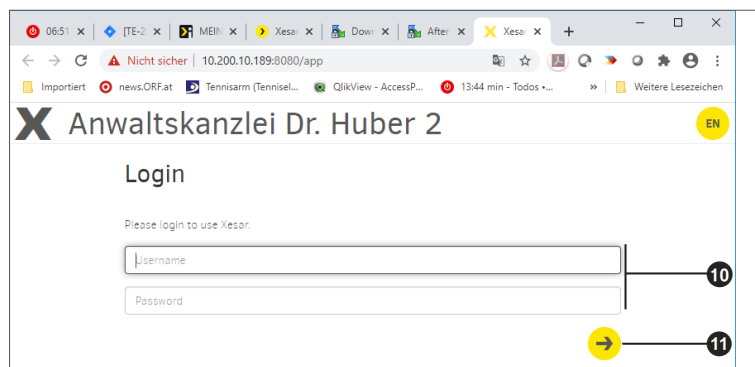 06:51 [TE-2 MEIN Xesar Dowr After Xesar
Nicht sicher | 10.200.10.189:8080/app
Importiert news.ORF.at Tennisarm (Tennisel... QlikView - AccessP... 13:44 min - Todos •... » Weitere Lesezeichen
X Anwaltskanzlei Dr. Huber 2 EN
Login
Please login to use Xesar.
Username
10
Password
11